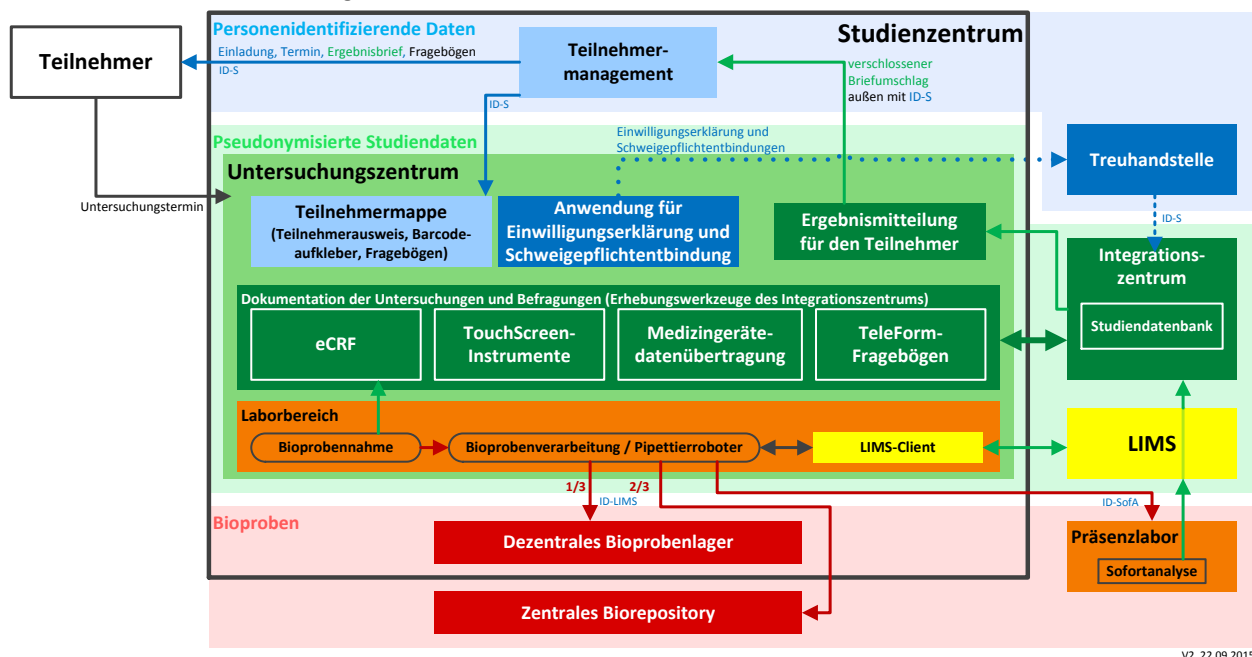 Personenidentifizierende Daten
Studienzentrum
Teilnehmer
Einladung, Termin, Ergebnisbrief, Fragebögen
ID-S
Teilnehmer-
management
verschlossener
Briefumschlag
außen mit ID-S
ID-S
Pseudonymisierte Studiendaten
Einwilligungserklärung und
Schweigepflichtentbindungen
Treuhandstelle
Untersuchungszentrum
Untersuchungstermin
Teilnehmermappe
(Teilnehmerausweis, Barcode-
aufkleber, Fragebögen)
Anwendung für
Einwilligungserklärung und
Schweigepflichtentbindung
Ergebnismitteilung
für den Teilnehmer
ID-S
Integrations-
zentrum
Studiendatenbank
Dokumentation der Untersuchungen und Befragungen (Erhebungswerkzeuge des Integrationszentrums)
eCRF
TouchScreen-
Instrumente
Medizingeräte-
datenübertragung
TeleForm-
Fragebögen
Laborbereich
Bioprobennahme
Bioprobenverarbeitung / Pipettierroboter
LIMS-Client
LIMS
1/3
2/3
ID-LIMS
ID-SofA
Bioproben
Dezentrales Bioprobenlager
Präsenzlabor
Sofortanalyse
Zentrales Biorepository
V2, 22.09.2015